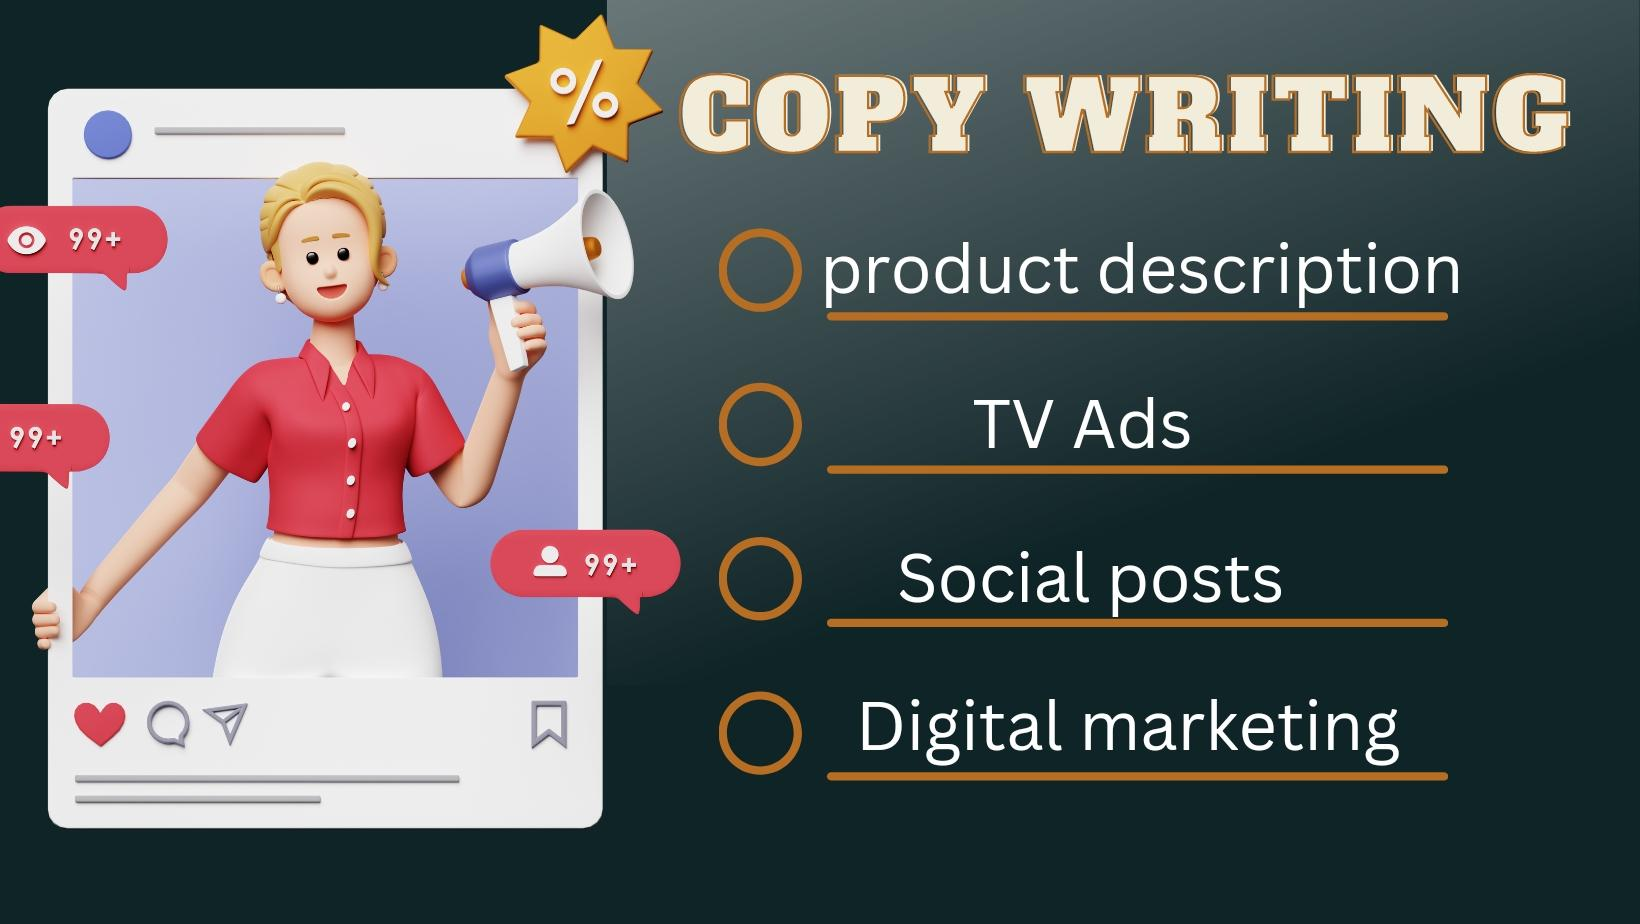 %
COPY WRITING
99+
product description
99+
TV Ads
99+
Social posts
Digital marketing